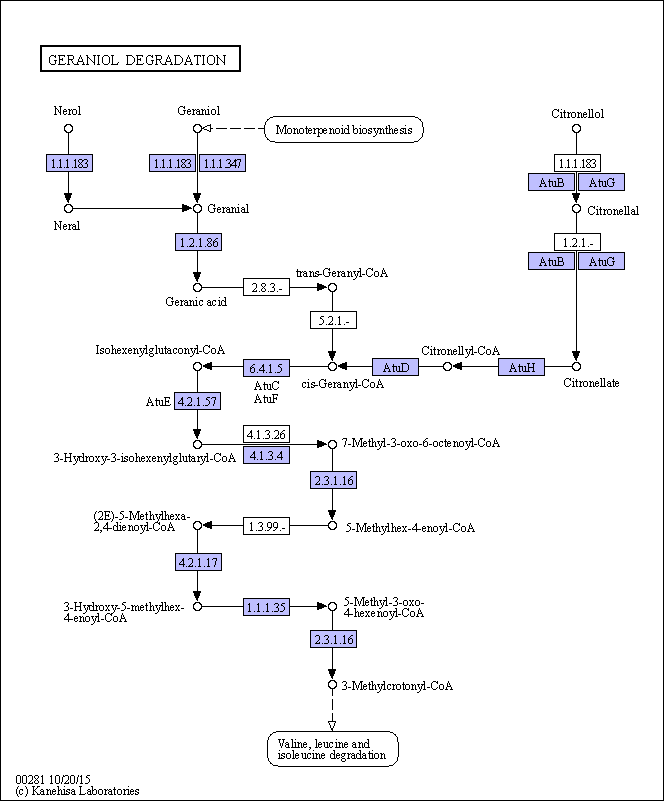 GERANIOL DEGRADATION
Nerol
Geraniol
Citronellol
Monoterpenoid biosynthesis
1.1.1.183
1.1.1.183
1.1.1.347
1.1.1.183
AtuB
AtuG
Neral
Geranial
Citronellal
1.2.1.86
1.2.1.-
AtuB
AtuG
Geranic acid
2.8.3.-
trans-Geranyl-CoA
5.2.1.-
Isohexenylglutaconyl-CoA
6.4.1.5
AtuC
AtuF
cis-Geranyl-CoA
AtuD
Citronellyl-CoA
AtuH
Citronellate
AtuE
4.2.1.57
3-Hydroxy-3-isohexenylglutaryl-CoA
4.1.3.26
4.1.3.4
7-Methyl-3-oxo-6-octenoyl-CoA
2.3.1.16
(2E)-5-Methylhexa-
2,4-dienoyl-CoA
1.3.99.-
5-Methylhex-4-enoyl-CoA
4.2.1.17
3-Hydroxy-5-methylhex-
4-enoyl-CoA
1.1.1.35
5-Methyl-3-oxo-
4-hexenoyl-CoA
2.3.1.16
3-Methylcrotonyl-CoA
Valine, leucine and
isoleucine degradation
00281 10/20/15
(c) Kanehisa Laboratories